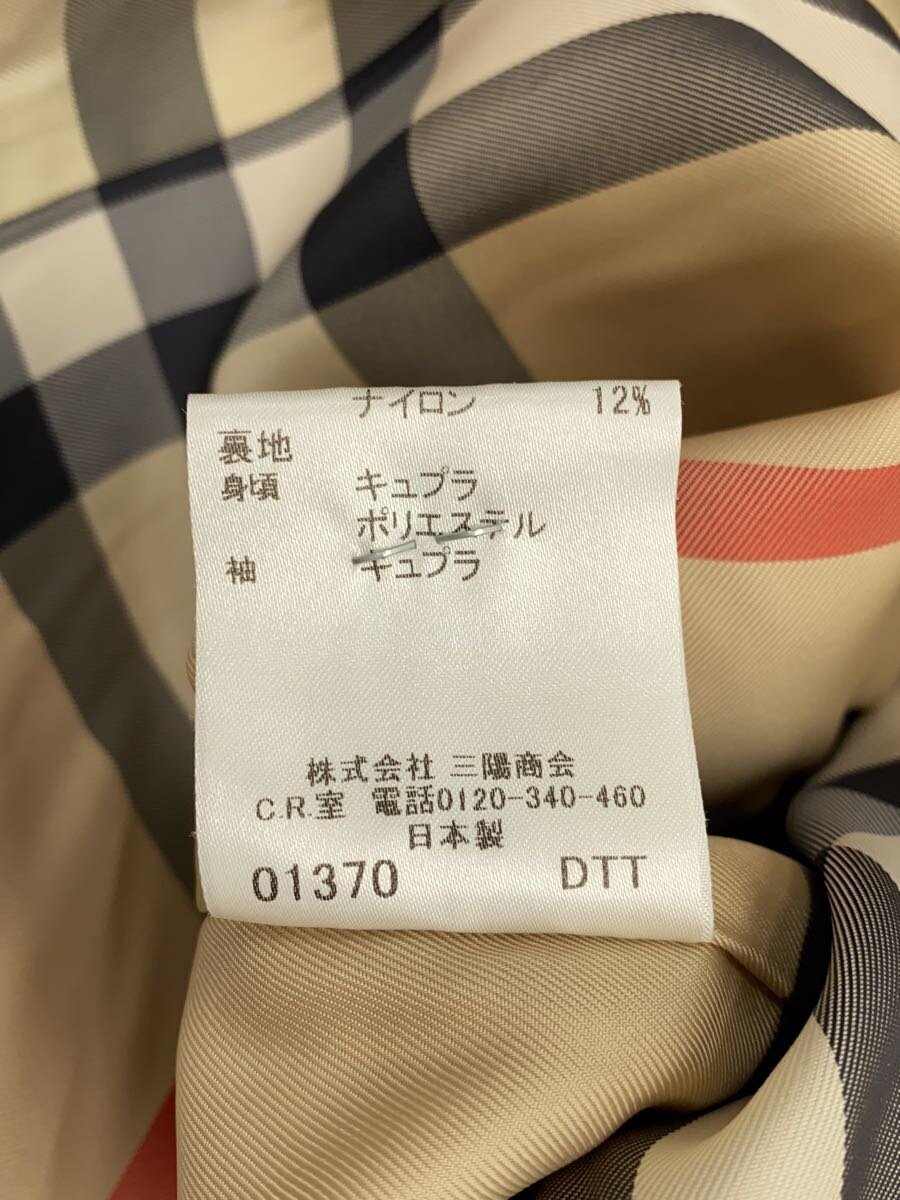 ナイロン 12%
裏地
身頃 キュプラ
ポリエステル
袖 キュプラ
株式会社 三陽商会
C.R.室 電話0120-340-460
日本製
01370 DTT